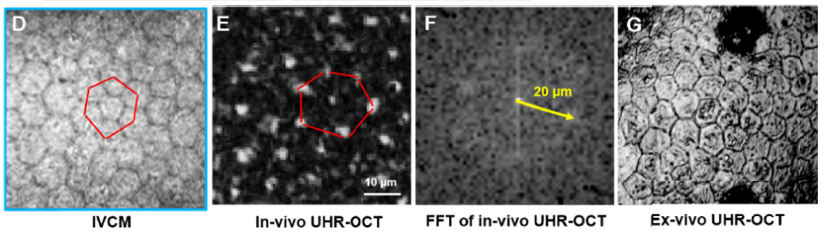 D
E
F
G
20 µm
10 µm
IVCM
In-vivo UHR-OCT
FFT of in-vivo UHR-OCT
Ex-vivo UHR-OCT